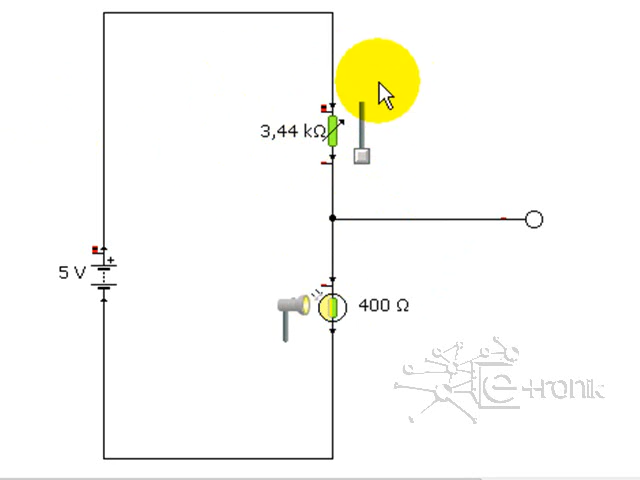 3,44 kΩ
5 V
+
400 Ω
e-tronik